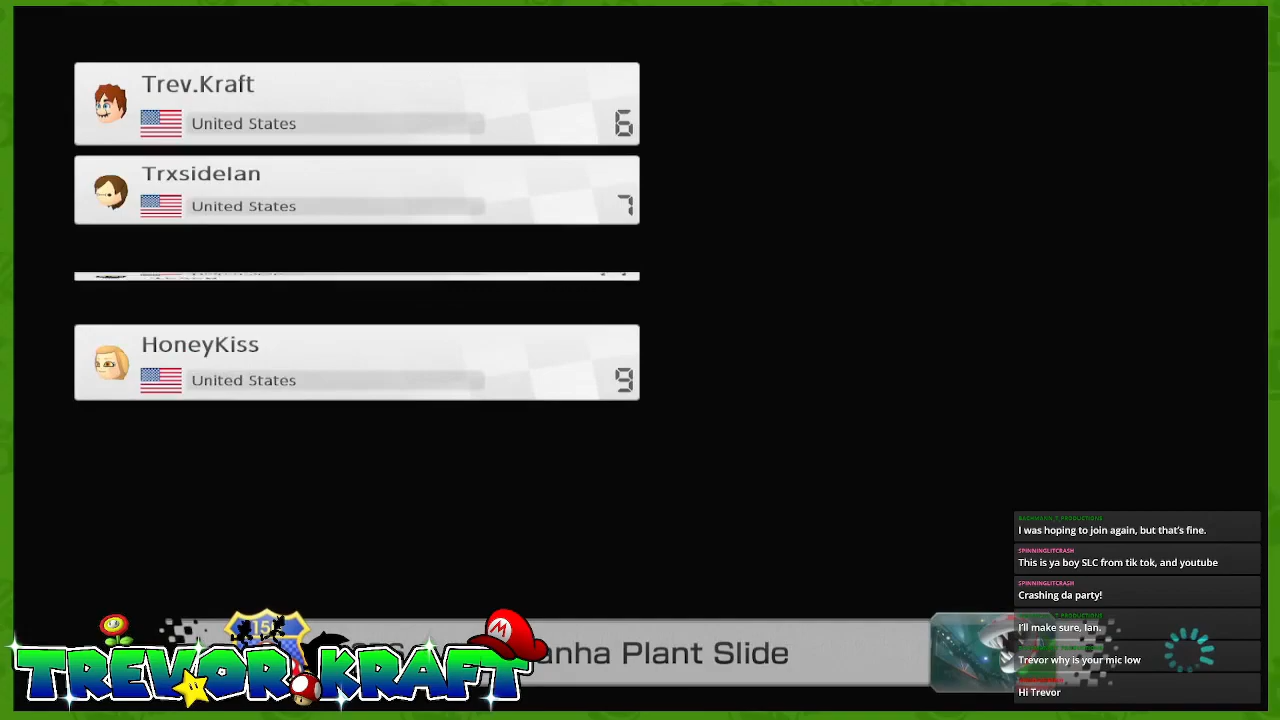 Trev.Kraft
United States
6
TrxsideIan
United States
7
HoneyKiss
United States
9
I was hoping to join again, but that's fine.
SPINNINGLITCRASH
This is ya boy SLC from tik tok, and youtube
SPINNINGLITCRASH
Crashing da party!
I'll make sure, Ian.
Trevor why is your mic low
Hi Trevor
150
anha Plant Slide
TREVOR KRAFT